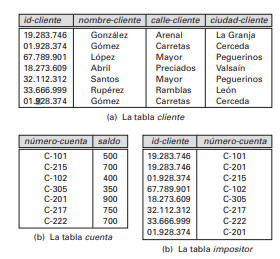 id-cliente nombre-cliente calle-cliente ciudad-cliente
19.283.746 González Arenal La Granja
01.928.374 Gómez Carretas Cerceda
67.789.901 López Mayor Peguerinos
18.273.609 Abril Preciados Valsaín
32.112.312 Santos Mayor Peguerinos
33.666.999 Rupérez Ramblas León
01.928.374 Gómez Carretas Cerceda
(a) La tabla cliente
número-cuenta saldo
C-101 500
C-215 700
C-102 400
C-305 350
C-201 900
C-217 750
C-222 700
(b) La tabla cuenta
id-cliente número-cuenta
19.283.746 C-101
19.283.746 C-201
01.928.374 C-215
67.789.901 C-102
18.273.609 C-305
32.112.312 C-217
33.666.999 C-222
01.928.374 C-201
(b) La tabla impositor